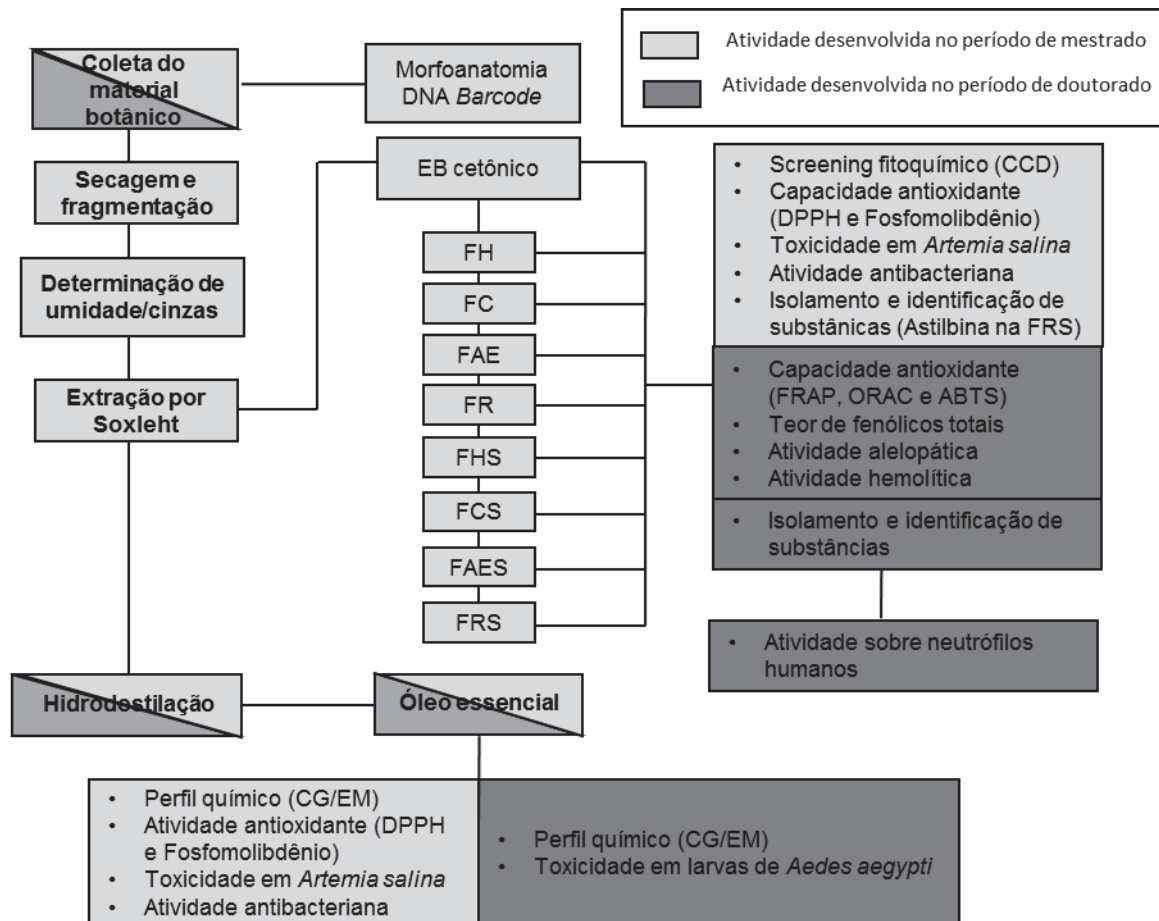 Atividade desenvolvida no período de mestrado
Atividade desenvolvida no período de doutorado
Coleta do
material
botânico
Morfoanatomia
DNA Barcode
Secagem e
fragmentação
Determinação de
umidade/cinzas
Extração por
Soxleht
EB cetônico
FH
FC
FAE
FR
FHS
FCS
FAES
FRS
• Screening fitoquímico (CCD)
• Capacidade antioxidante
(DPPH e Fosfomolibdênio)
• Toxicidade em Artemia salina
• Atividade antibacteriana
• Isolamento e identificação de
substânicas (Astilbina na FRS)
• Capacidade antioxidante
(FRAP, ORAC e ABTS)
• Teor de fenólicos totais
• Atividade alelopática
• Atividade hemolítica
• Isolamento e identificação de
substâncias
• Atividade sobre neutrófilos
humanos
Hidrodestilação
Óleo essencial
• Perfil químico (CG/EM)
• Atividade antioxidante (DPPH
e Fosfomolibdênio)
• Toxicidade em Artemia salina
• Atividade antibacteriana
• Perfil químico (CG/EM)
• Toxicidade em larvas de Aedes aegypti